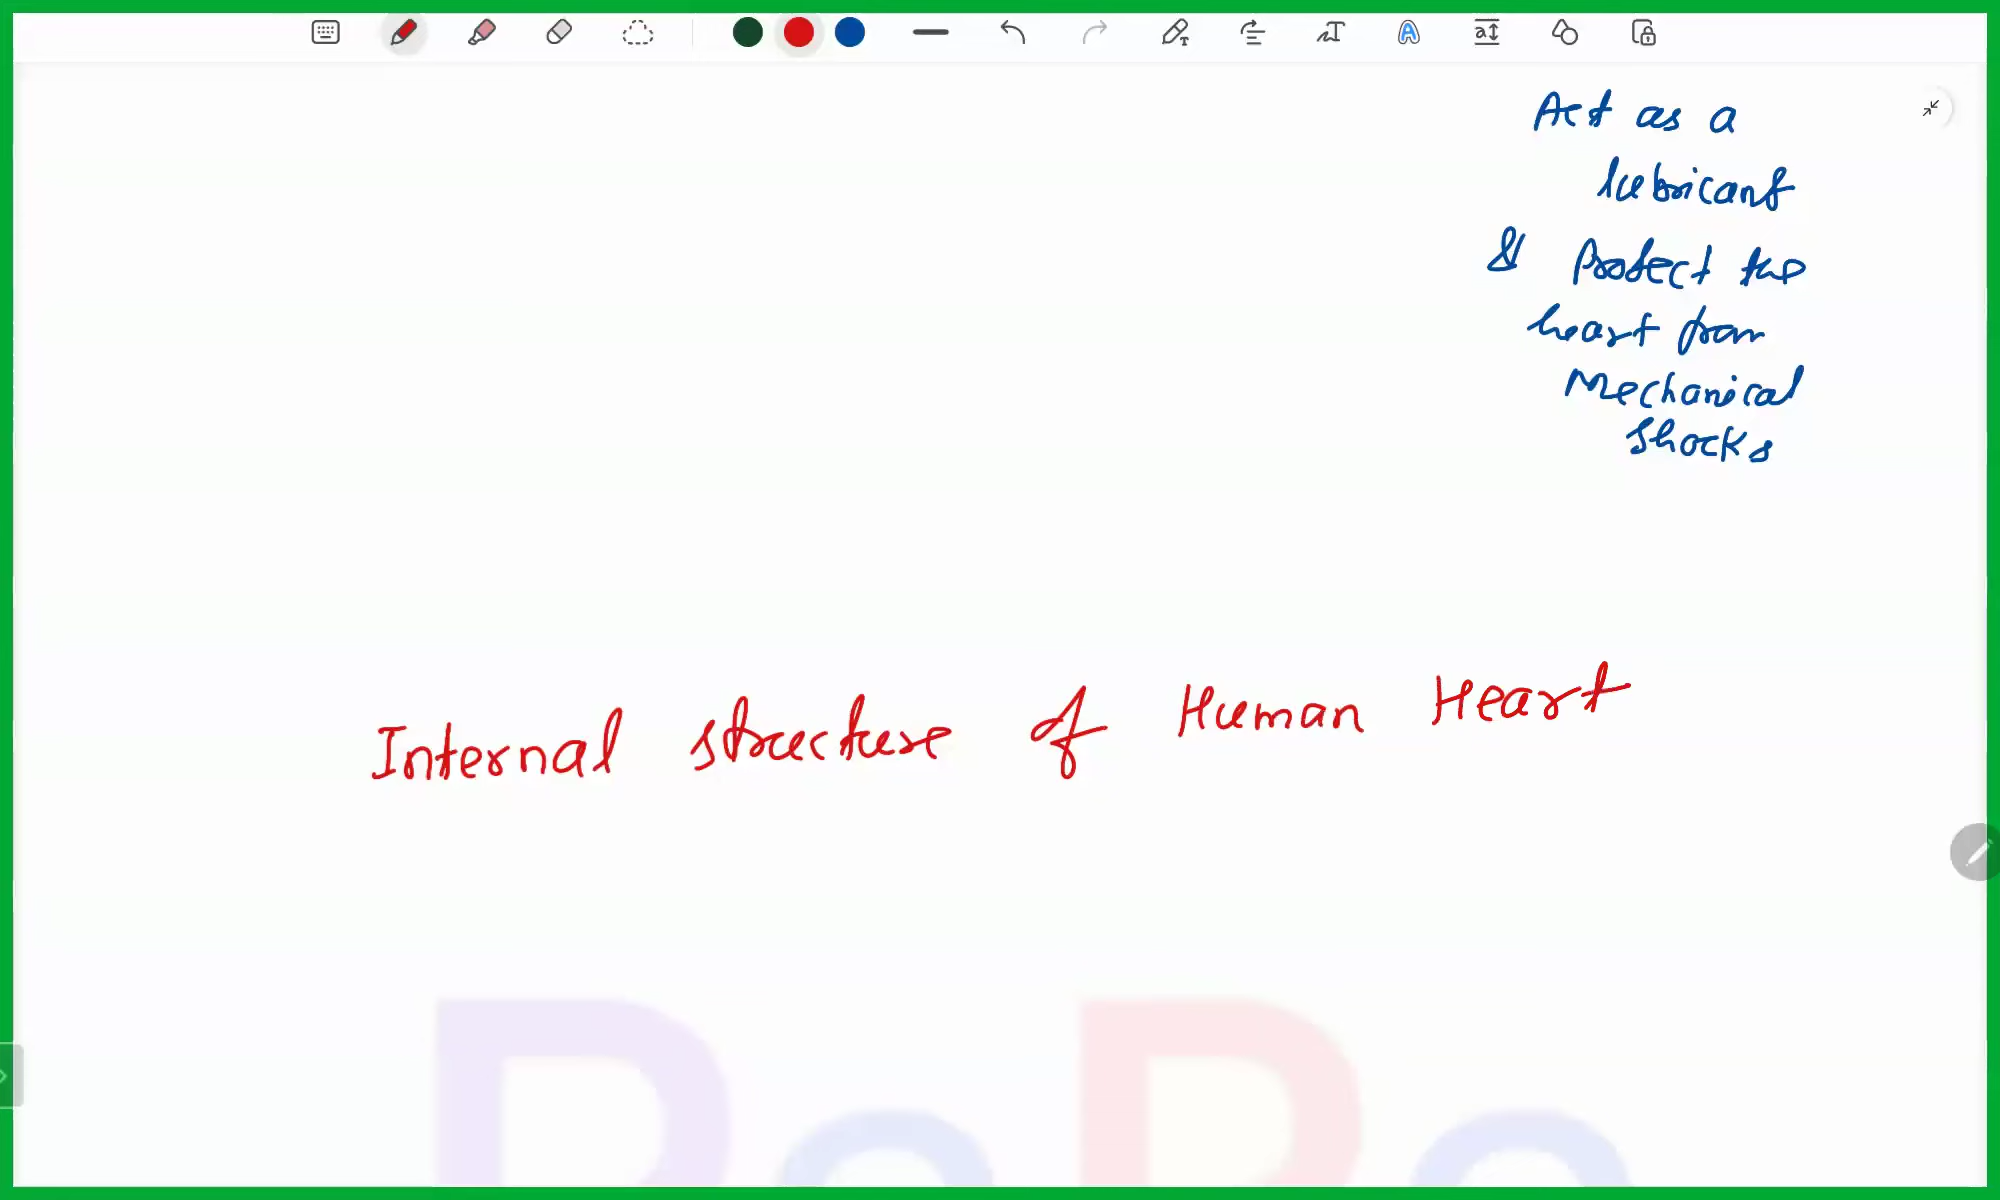 Act as a
lubricant
& Protect the
heart from
Mechanical
shocks
Internal structure of Human Heart